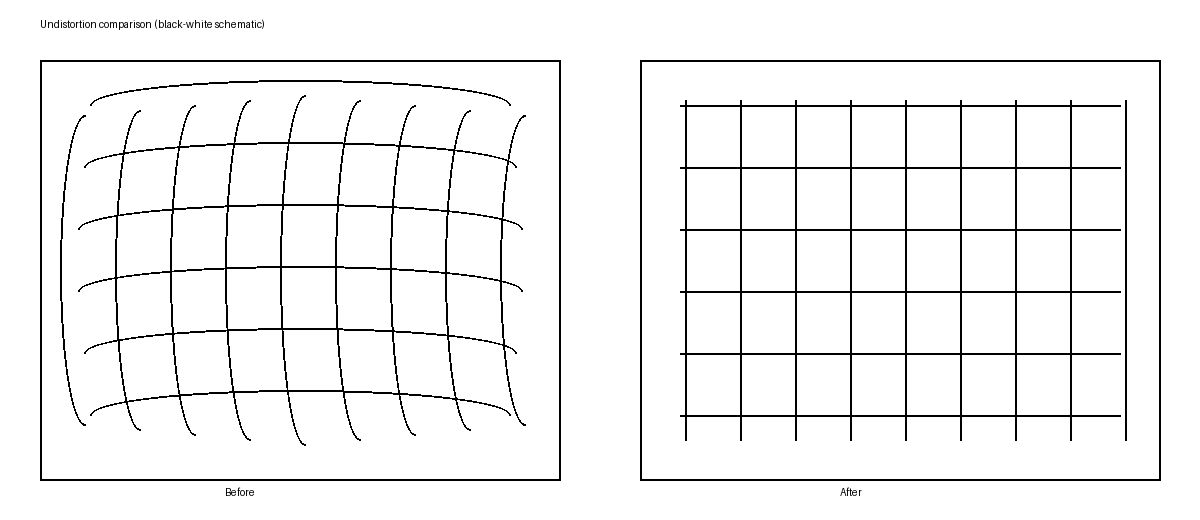 Undistortion comparison (black-white schematic)
Before
After